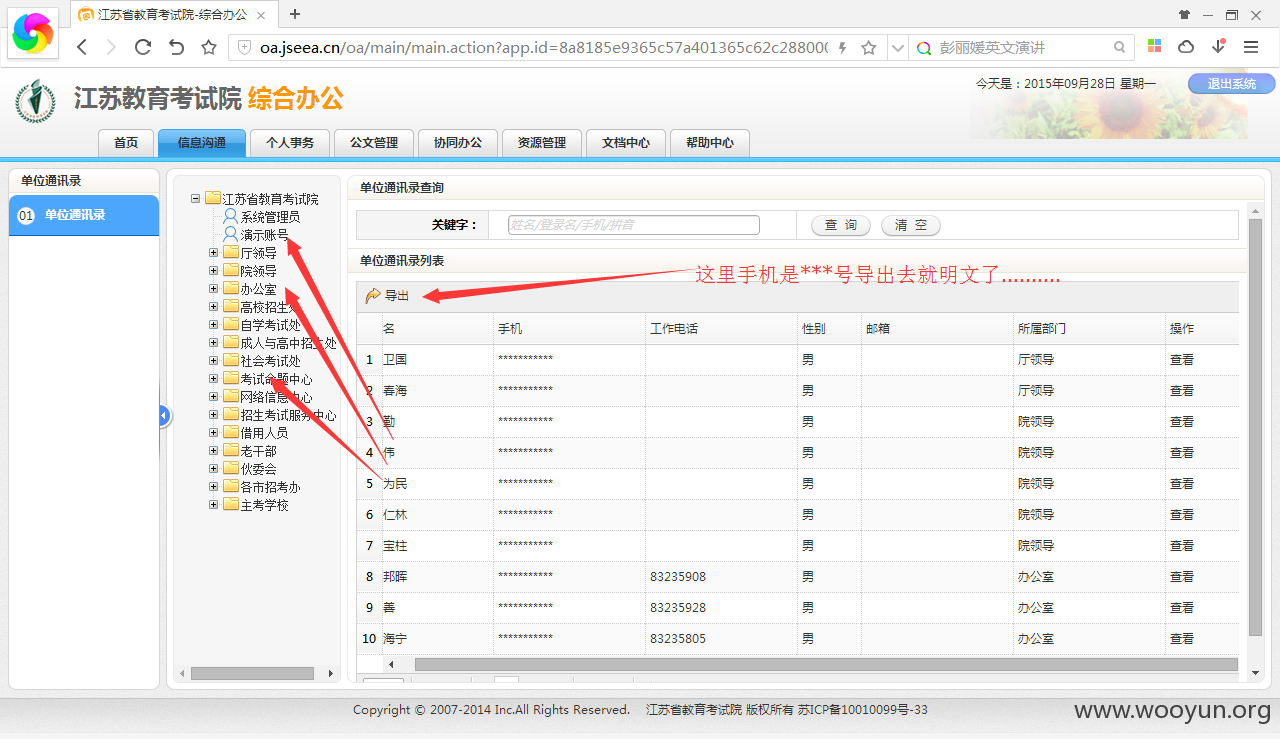 江苏省教育考试院-综合办公
oa.jseea.cn/oa/main/main.action?app.id=8a8185e9365c57a401363c62c28800
彭丽媛英文演讲
江苏教育考试院 综合办公
今天是：2015年09月28日 星期一
退出系统
首页 信息沟通 个人事务 公文管理 协同办公 资源管理 文档中心 帮助中心
单位通讯录
01 单位通讯录
江苏省教育考试院
系统管理员
演示账号
厅领导
院领导
办公室
高校招生处
自学考试处
成人与高中招生处
社会考试处
考试命题中心
网络信息中心
招生考试服务中心
借用人员
老干部
伙委会
各市招考办
主考学校
单位通讯录查询
关键字： 姓名/登录名/手机/拼音 查 询 清 空
单位通讯录列表
这里手机是***号导出去就明文了..........
导出
名 手机 工作电话 性别 邮箱 所属部门 操作
1 卫国 *********** 男 厅领导 查看
2 春海 *********** 男 厅领导 查看
3 勤 *********** 男 院领导 查看
4 伟 *********** 男 院领导 查看
5 为民 *********** 男 院领导 查看
6 仁林 *********** 男 院领导 查看
7 宝柱 *********** 男 院领导 查看
8 邦晖 *********** 83235908 男 办公室 查看
9 善 *********** 83235928 男 办公室 查看
10 海宁 *********** 83235805 男 办公室 查看
Copyright © 2007-2014 Inc.All Rights Reserved. 江苏省教育考试院 版权所有 苏ICP备10010099号-33
www.wooyun.org